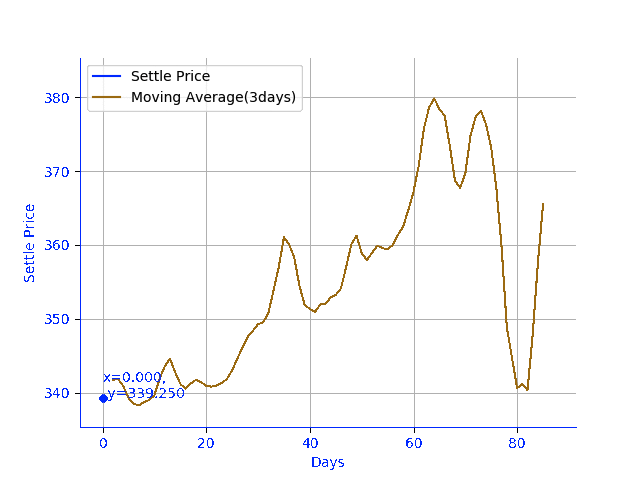 Settle Price
Moving Average(3days)
380
370
360
350
340
Settle Price
x=0.000,
y=339.250
0
20
40
60
80
Days